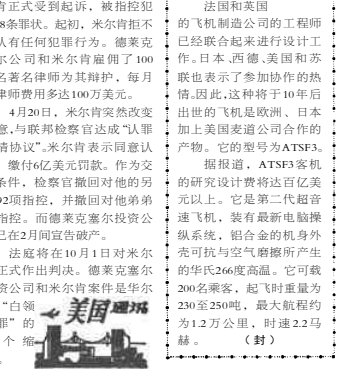 肯正式受到起诉，被指控犯
8条罪状。起初，米尔肯拒不
认有任何犯罪行为。德莱克
尔公司和米尔肯雇佣了100
名著名律师为其辩护，每月
律师费用多达100万美元。
4月20日，米尔肯突然改变
意，与联邦检察官达成“认罪
情协议”。米尔肯表示同意认
缴付6亿美元罚款。作为交
条件，检察官撤回对他的另
92项指控，并撤回对他弟弟
指控。而德莱克塞尔投资公
已在2月间宣告破产。
法庭将在10月1日对米尔
正式作出判决。德莱克塞尔
资公司和米尔肯案件是华尔
“白领
罪”的
个缩
美国通讯
法国和英国
的飞机制造公司的工程师
已经联合起来进行设计工
作。日本、西德、美国和苏
联也表示了参加协作的热
情。因此，这种将于10年后
出世的飞机是欧洲、日本
加上美国麦道公司合作的
产物。它的型号为ATSF3。
据报道，ATSF3客机
的研究设计费将达百亿美
元以上。它是第二代超音
速飞机，装有最新电脑操
纵系统，铝合金的机身外
壳可抗与空气磨擦所产生
的华氏266度高温。它可载
200名乘客，起飞时重量为
230至250吨，最大航程约
为1.2万公里，时速2.2马
赫。（封）